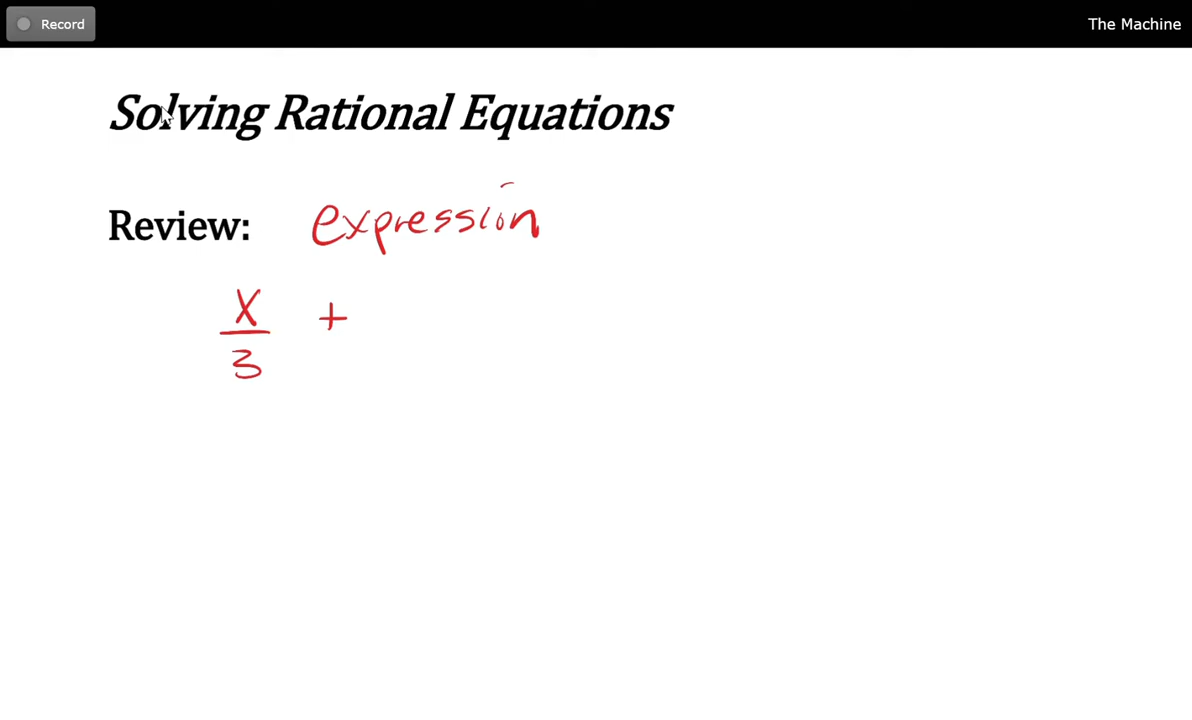 Record The Machine
Solving Rational Equations
Review: expression
x/3 +